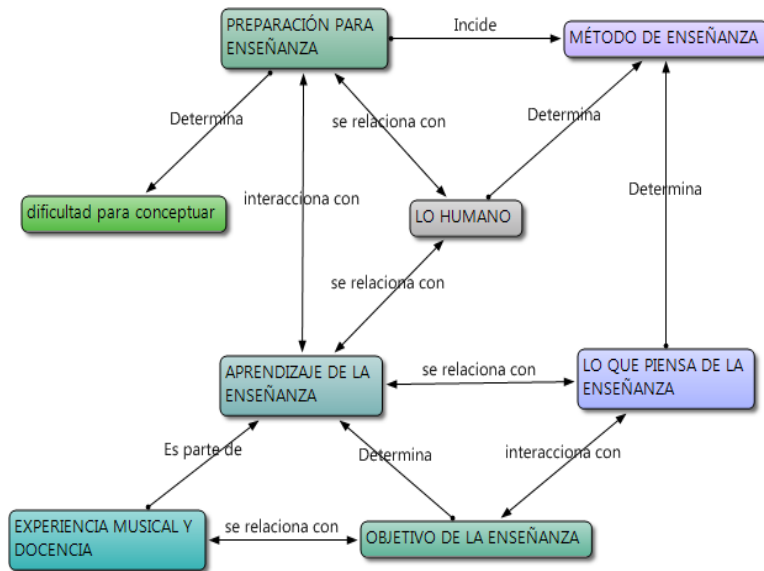 PREPARACIÓN PARA
ENSEÑANZA
Incide
MÉTODO DE ENSEÑANZA
Determina
se relaciona con
Determina
interacciona con
Determina
dificultad para conceptuar
LO HUMANO
se relaciona con
APRENDIZAJE DE LA
ENSEÑANZA
se relaciona con
LO QUE PIENSA DE LA
ENSEÑANZA
Es parte de
Determina
interacciona con
EXPERIENCIA MUSICAL Y
DOCENCIA
se relaciona con
OBJETIVO DE LA ENSEÑANZA